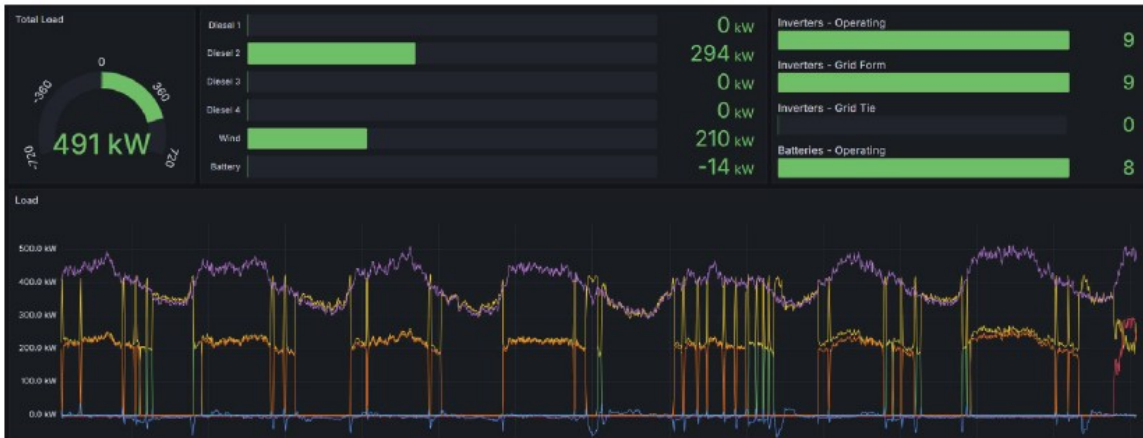 Total Load
-720
-360
0
360
720
491 kW
Diesel 1
0 kW
Diesel 2
294 kW
Diesel 3
0 kW
Diesel 4
0 kW
Wind
210 kW
Battery
-14 kW
Inverters - Operating
9
Inverters - Grid Form
9
Inverters - Grid Tie
0
Batteries - Operating
8
Load
500.0 kW
400.0 kW
300.0 kW
200.0 kW
100.0 kW
0.0 kW